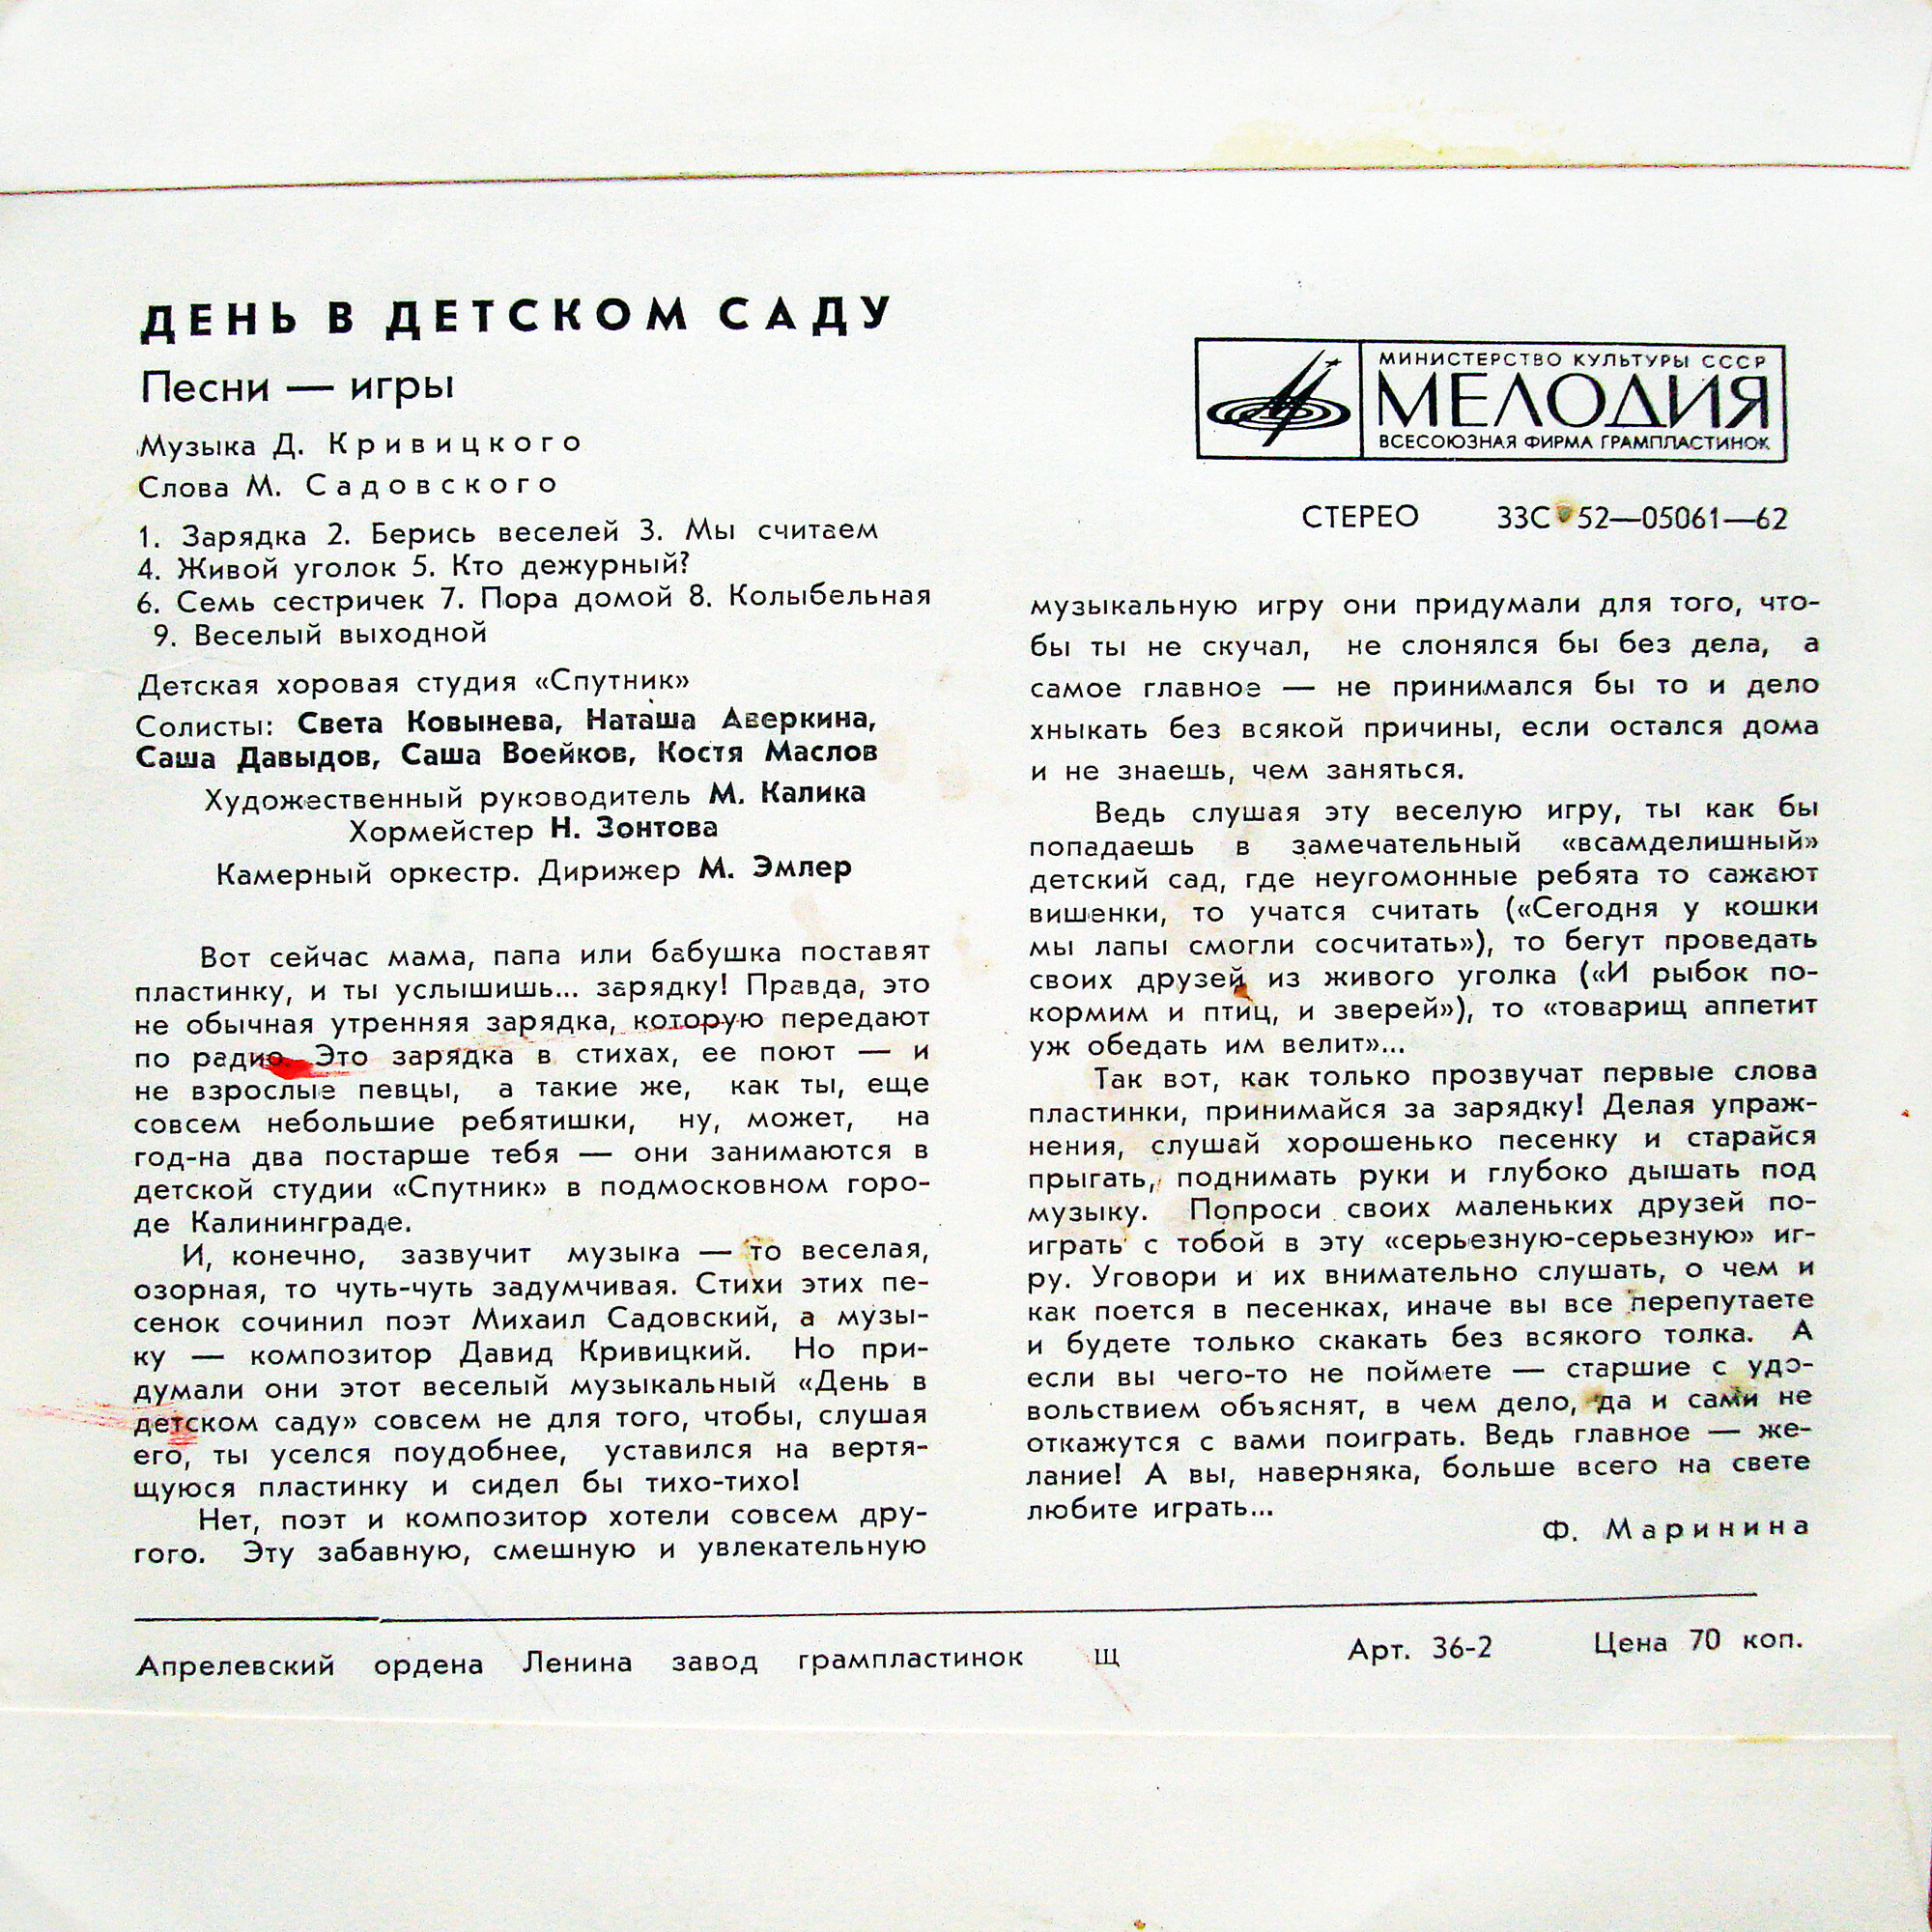 ДЕНЬ В ДЕТСКОМ САДУ
Песни — игры
Музыка Д. Кривицкого
Слова М. Садовского
1. Зарядка 2. Берись веселей 3. Мы считаем
4. Живой уголок 5. Кто дежурный?
6. Семь сестричек 7. Пора домой 8. Колыбельная
9. Веселый выходной
Детская хоровая студия «Спутник»
Солисты: Света Ковынева, Наташа Аверкина,
Саша Давыдов, Саша Воейков, Костя Маслов
Художественный руководитель М. Калика
Хормейстер Н. Зонтова
Камерный оркестр. Дирижер М. Эмлер
Вот сейчас мама, папа или бабушка поставят
пластинку, и ты услышишь... зарядку! Правда, это
не обычная утренняя зарядка, которую передают
по радио. Это зарядка в стихах, ее поют — и
не взрослые певцы, а такие же, как ты, еще
совсем небольшие ребятишки, ну, может, на
год-на два постарше тебя — они занимаются в
детской студии «Спутник» в подмосковном горо-
де Калининграде.
И, конечно, зазвучит музыка — то веселая,
озорная, то чуть-чуть задумчивая. Стихи этих пе-
сенок сочинил поэт Михаил Садовский, а музы-
ку — композитор Давид Кривицкий. Но при-
думали они этот веселый музыкальный «День в
детском саду» совсем не для того, чтобы, слушая
его, ты уселся поудобнее, уставился на вертя-
щуюся пластинку и сидел бы тихо-тихо!
Нет, поэт и композитор хотели совсем дру-
гого. Эту забавную, смешную и увлекательную
МИНИСТЕРСТВО КУЛЬТУРЫ СССР
МЕЛОДИЯ
ВСЕСОЮЗНАЯ ФИРМА ГРАМПЛАСТИНОК
СТЕРЕО 33С 52—05061—62
музыкальную игру они придумали для того, что-
бы ты не скучал, не слонялся бы без дела, а
самое главное — не принимался бы то и дело
хныкать без всякой причины, если остался дома
и не знаешь, чем заняться.
Ведь слушая эту веселую игру, ты как бы
попадаешь в замечательный «всамделишный»
детский сад, где неугомонные ребята то сажают
вишенки, то учатся считать («Сегодня у кошки
мы лапы смогли сосчитать»), то бегут проведать
своих друзей из живого уголка («И рыбок по-
кормим и птиц, и зверей»), то «товарищ аппетит
уж обедать им велит»...
Так вот, как только прозвучат первые слова
пластинки, принимайся за зарядку! Делая упраж-
нения, слушай хорошенько песенку и старайся
прыгать, поднимать руки и глубоко дышать под
музыку. Попроси своих маленьких друзей по-
играть с тобой в эту «серьезную-серьезную» иг-
ру. Уговори и их внимательно слушать, о чем и
как поется в песенках, иначе вы все перепутаете
и будете только скакать без всякого толка. А
если вы чего-то не поймете — старшие с удо-
вольствием объяснят, в чем дело, да и сами не
откажутся с вами поиграть. Ведь главное — же-
лание! А вы, наверняка, больше всего на свете
любите играть...
Ф. Маринина
Апрелевский ордена Ленина завод грампластинок Щ Арт. 36-2 Цена 70 коп.